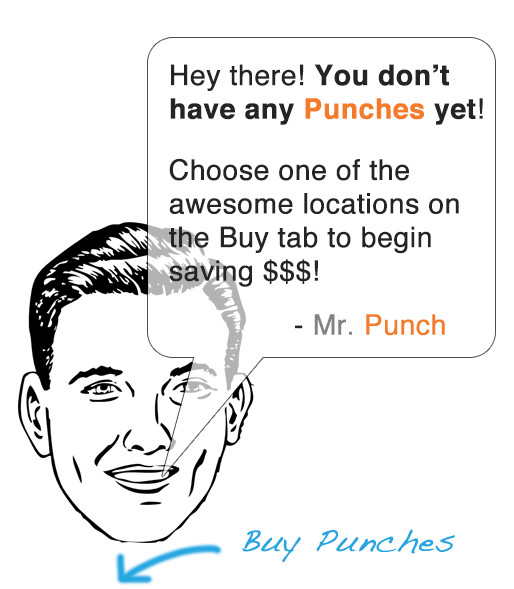 Hey there! You don’t
have any Punches yet!
Choose one of the
awesome locations on
the Buy tab to begin
saving $$$!
- Mr. Punch
Buy Punches